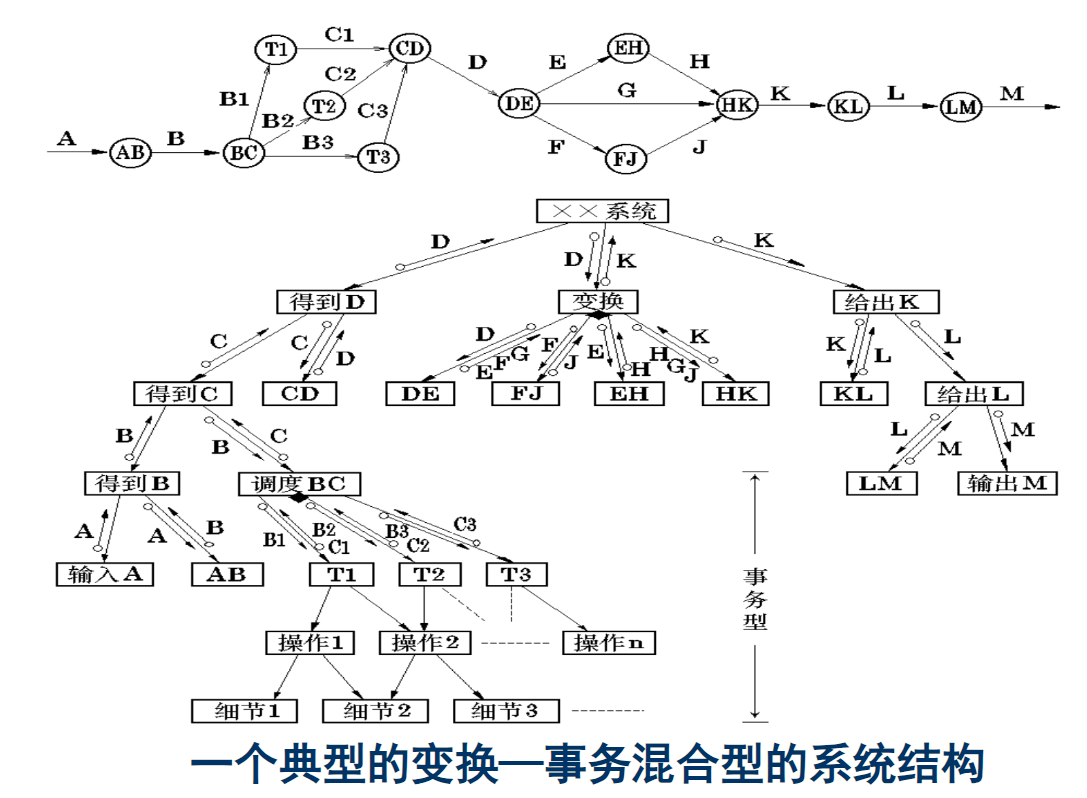 C1
T1 CD
C2 D E EH H
B1 T2 C3 DE G HK K KL L LM M
B2
A B B3 F J
AB BC T3 FJ
××系统
D D K K
得到D 变换 给出K
C C D D G F J E H K K L L
E F H G J
得到C CD DE FJ EH HK KL 给出L
B B C L M M
得到B 调度BC LM 输出M
A A B B1 B2 C1 B3 C2 C3
输入A AB T1 T2 T3
事务型
操作1 操作2 操作n
细节1 细节2 细节3
一个典型的变换—事务混合型的系统结构